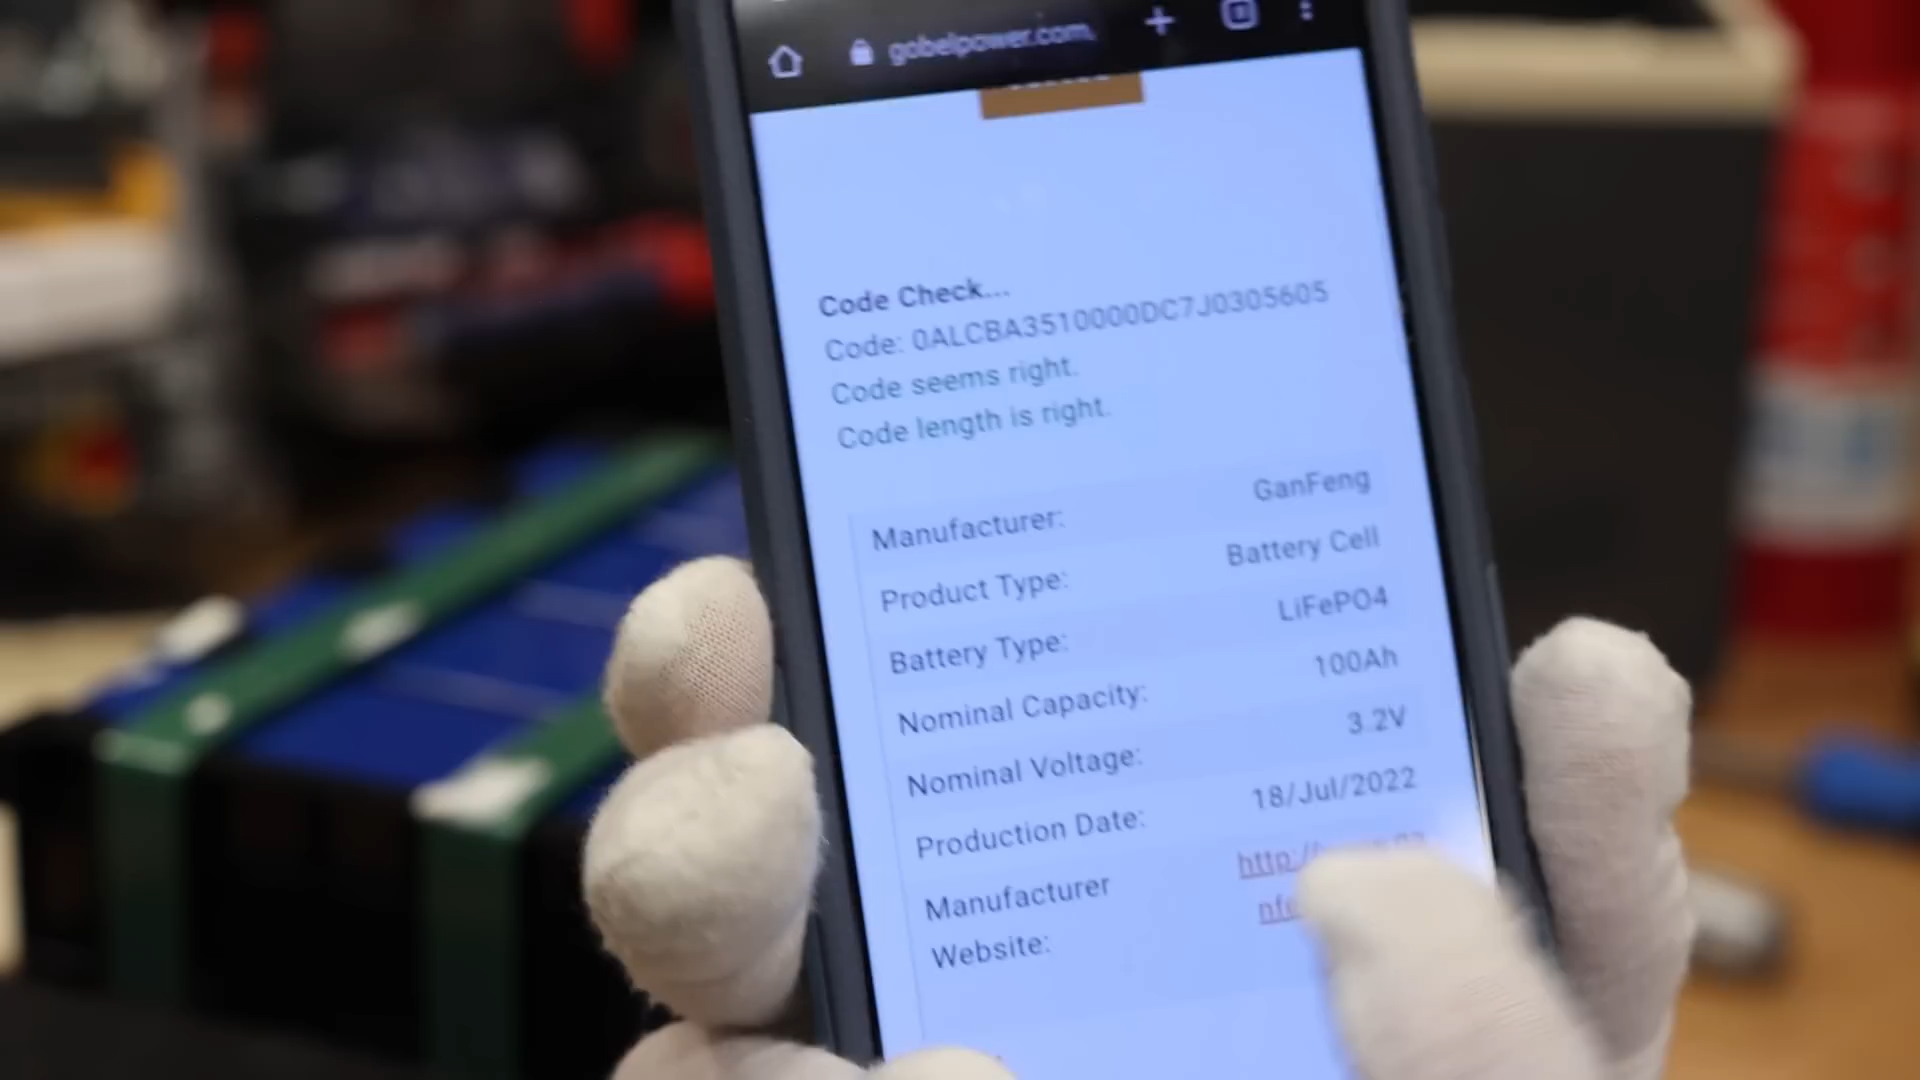 gobelpower.com
Code Check...
Code: 0ALCBA3510000DC7J0305605
Code seems right.
Code length is right.
Manufacturer: GanFeng
Product Type: Battery Cell
Battery Type: LiFePO4
Nominal Capacity: 100Ah
Nominal Voltage: 3.2V
Production Date: 18/Jul/2022
Manufacturer Website: